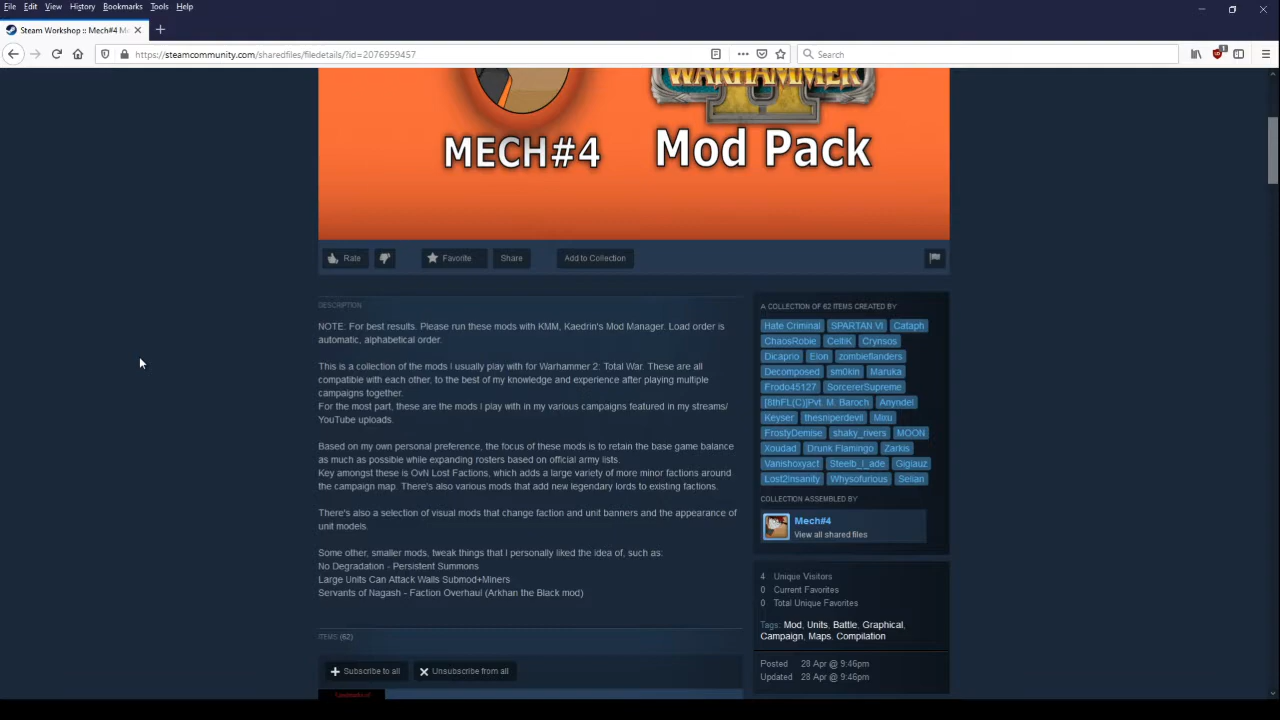 File Edit View History Bookmarks Tools Help
Steam Workshop :: Mech#4 M
https://steamcommunity.com/sharedfiles/filedetails/?id=2076959457
Search
1
WARHAMMER
II
MECH#4
Mod Pack
Rate
Favorite
Share
Add to Collection
DESCRIPTION
NOTE: For best results. Please run these mods with KMM, Kaedrin's Mod Manager. Load order is
automatic, alphabetical order.
This is a collection of the mods I usually play with for Warhammer 2: Total War. These are all
compatible with each other, to the best of my knowledge and experience after playing multiple
campaigns together.
For the most part, these are the mods I play with in my various campaigns featured in my streams/
YouTube uploads.
Based on my own personal preference, the focus of these mods is to retain the base game balance
as much as possible while expanding rosters based on official army lists.
Key amongst these is OvN Lost Factions, which adds a large variety of more minor factions around
the campaign map. There's also various mods that add new legendary lords to existing factions.
There's also a selection of visual mods that change faction and unit banners and the appearance of
unit models.
Some other, smaller mods, tweak things that I personally liked the idea of, such as:
No Degradation - Persistent Summons
Large Units Can Attack Walls Submod+Miners
Servants of Nagash - Faction Overhaul (Arkhan the Black mod)
ITEMS (62)
Subscribe to all
Unsubscribe from all
A COLLECTION OF 62 ITEMS CREATED BY
Hate Criminal SPARTAN VI Cataph
ChaosRobie CeltiK Crynsos
Dicaprio Elon zombieflanders
Decomposed sm0kin Maruka
Frodo45127 SorcererSupreme
[8thFL(C)]Pvt. M. Baroch Anyndel
Keyser thesniperdevil Mixu
FrostyDemise shaky_rivers MOON
Xoudad Drunk Flamingo Zarkis
Vanishoxyact Steelb_l_ade Giglauz
Lost2Insanity Whysofurious Selian
COLLECTION ASSEMBLED BY
Mech#4
View all shared files
4 Unique Visitors
0 Current Favorites
0 Total Unique Favorites
Tags: Mod, Units, Battle, Graphical,
Campaign, Maps, Compilation
Posted 28 Apr @ 9:46pm
Updated 28 Apr @ 9:46pm